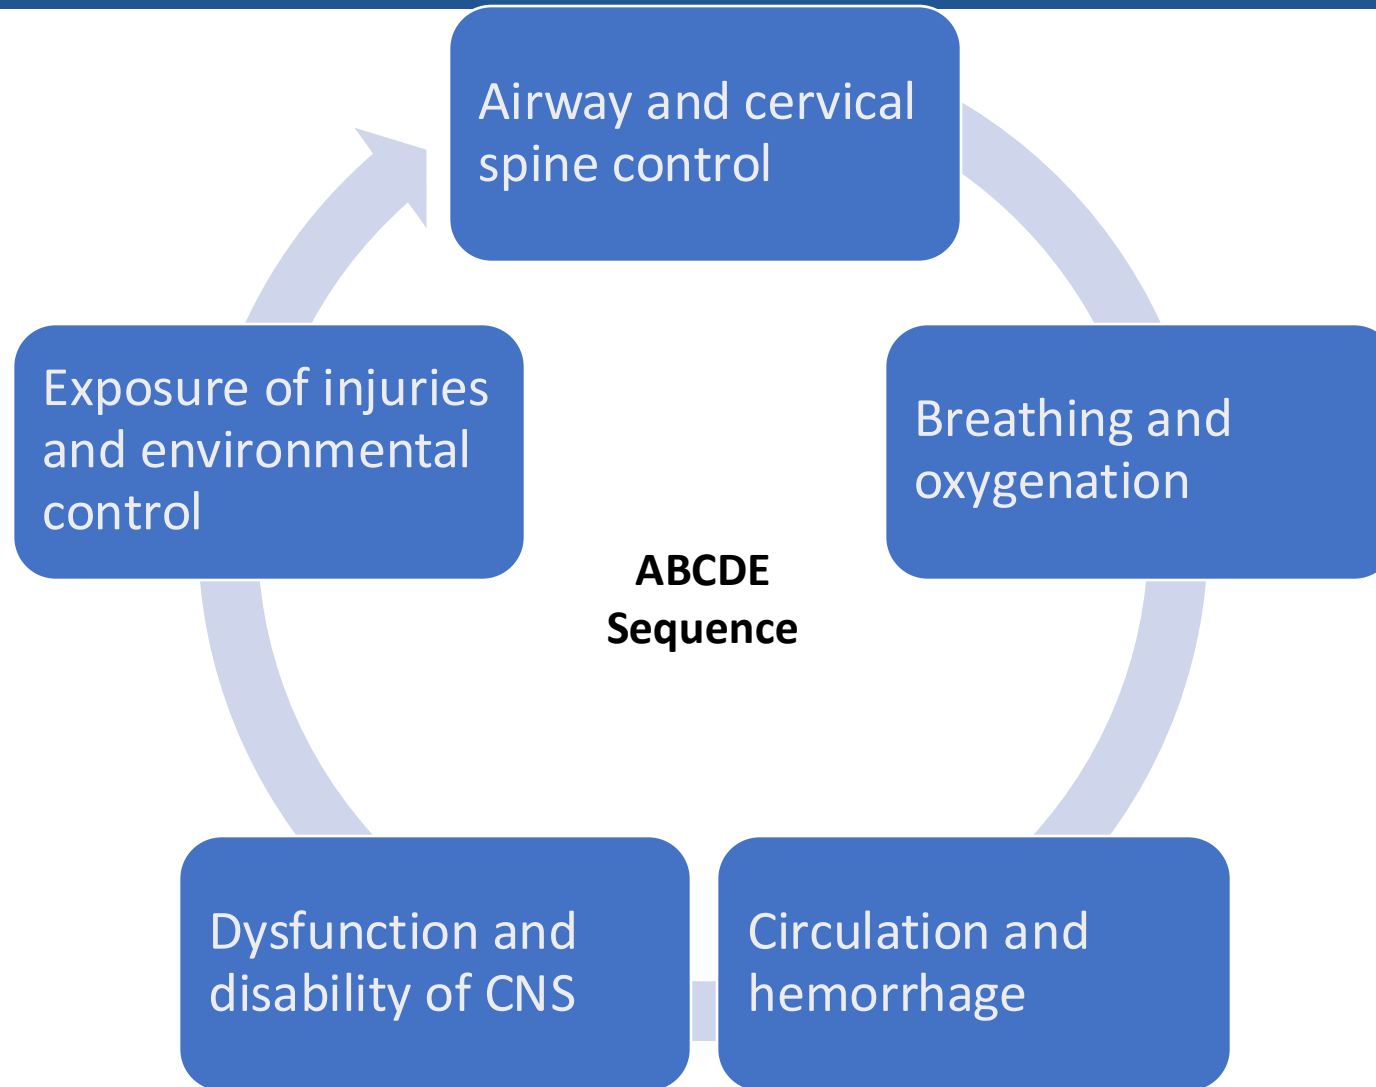 Airway and cervical
spine control
Breathing and
oxygenation
Circulation and
hemorrhage
Dysfunction and
disability of CNS
Exposure of injuries
and environmental
control
ABCDE
Sequence